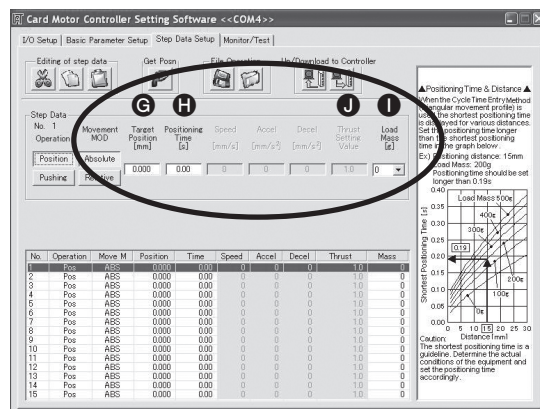 Card Motor Controller Setting Software <<COM4>>
I/O Setup Basic Parameter Setup Step Data Setup Monitor/Test
Editing of step data Get Posn File Operation Up/Download to Controller
G H J I
Step Data
No. 1
Operation Movement MOD Target Position [mm] Positioning Time [s] Speed [mm/s] Accel [mm/s²] Decel [mm/s²] Thrust Setting Value Load Mass [g]
Position Absolute 0.000 0.00 0 0 0 1.0 0
Pushing Relative
No. Operation Move M Position Time Speed Accel Decel Thrust Mass
1 Pos ABS 0.000 0.00 0 0 0 1.0 0
2 Pos ABS 0.000 0.00 0 0 0 1.0 0
3 Pos ABS 0.000 0.00 0 0 0 1.0 0
4 Pos ABS 0.000 0.00 0 0 0 1.0 0
5 Pos ABS 0.000 0.00 0 0 0 1.0 0
6 Pos ABS 0.000 0.00 0 0 0 1.0 0
7 Pos ABS 0.000 0.00 0 0 0 1.0 0
8 Pos ABS 0.000 0.00 0 0 0 1.0 0
9 Pos ABS 0.000 0.00 0 0 0 1.0 0
10 Pos ABS 0.000 0.00 0 0 0 1.0 0
11 Pos ABS 0.000 0.00 0 0 0 1.0 0
12 Pos ABS 0.000 0.00 0 0 0 1.0 0
13 Pos ABS 0.000 0.00 0 0 0 1.0 0
14 Pos ABS 0.000 0.00 0 0 0 1.0 0
15 Pos ABS 0.000 0.00 0 0 0 1.0 0
▲Positioning Time & Distance▲
When the Cycle Time Entry Method
(triangular movement profile) is
used, the shortest positioning time
is displayed for various distances.
Set the positioning time longer
than the shortest positioning
time in the graph below.
Ex) Positioning distance: 15mm
Load Mass: 200g
Positioning time should be set
longer than 0.19s
Shortest Positioning Time [s]
0.40
0.35
0.30
0.25
0.20
0.15
0.10
0.05
0.00
0.19
Load Mass 500g
400g
300g
200g
100g
0g
0 5 10 15 20 25 30
Distance [mm]
Caution:
The shortest positioning time is a
guideline. Determine the actual
conditions of the equipment and
set the positioning time
accordingly.